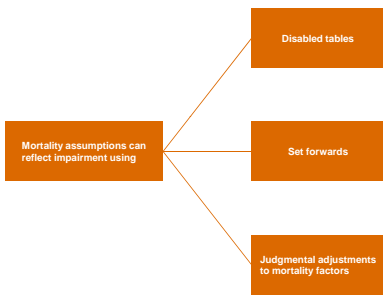 Disabled tables
Mortality assumptions can
reflect impairment using
Set forwards
Judgmental adjustments
to mortality factors